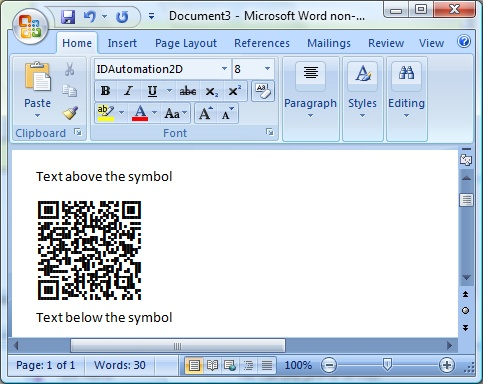 Document3 - Microsoft Word non-...
Home Insert Page Layout References Mailings Review View
Paste
Clipboard
IDAutomation2D 8
B I U abc x₂ x²
ab A Aa A A
Font
Paragraph
Styles
Editing
Text above the symbol
Text below the symbol
Page: 1 of 1 Words: 30 100%